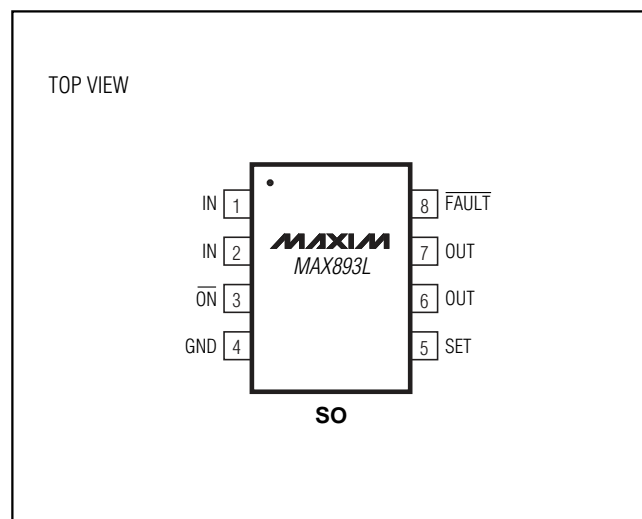 TOP VIEW
IN 1
IN 2
ON 3
GND 4
MAXIM
MAX893L
8 FAULT
7 OUT
6 OUT
5 SET
SO